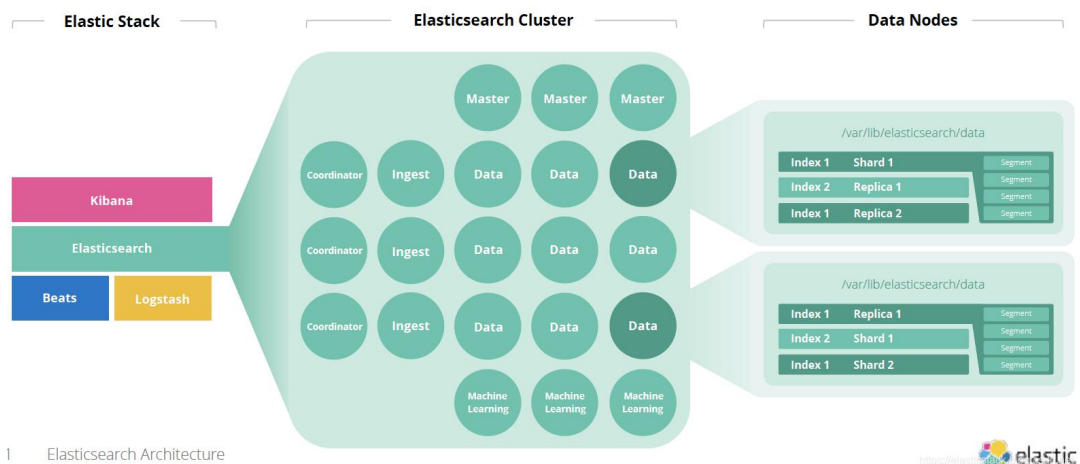 Elastic Stack
Elasticsearch Cluster
Data Nodes
Kibana
Elasticsearch
Beats
Logstash
Master
Master
Master
Coordinator
Ingest
Data
Data
Data
Coordinator
Ingest
Data
Data
Data
Coordinator
Ingest
Data
Data
Data
Machine
Learning
Machine
Learning
Machine
Learning
/var/lib/elasticsearch/data
Index 1 Shard 1
Index 2 Replica 1
Index 1 Replica 2
Segment
Segment
Segment
Segment
/var/lib/elasticsearch/data
Index 1 Replica 1
Index 2 Shard 1
Index 1 Shard 2
Segment
Segment
Segment
Segment
1 Elasticsearch Architecture
elastic